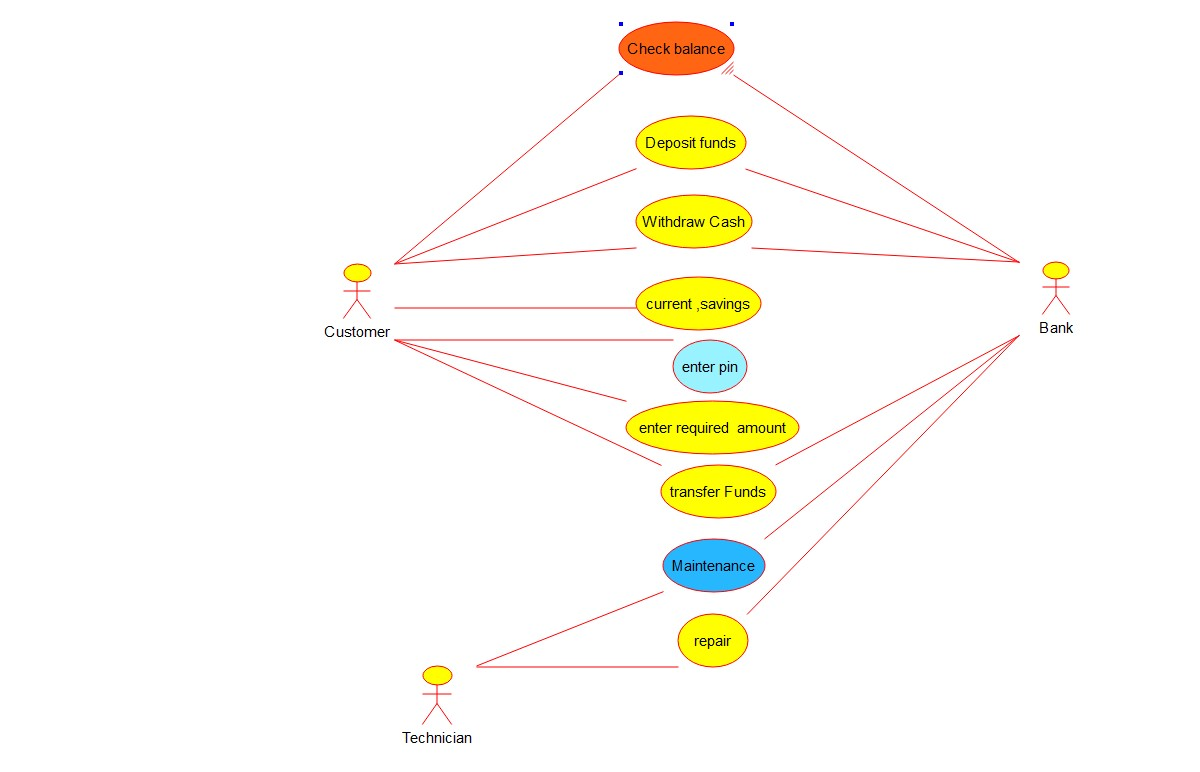 Check balance
Deposit funds
Withdraw Cash
current ,savings
Customer
Bank
enter pin
enter required  amount
transfer Funds
Maintenance
repair
Technician